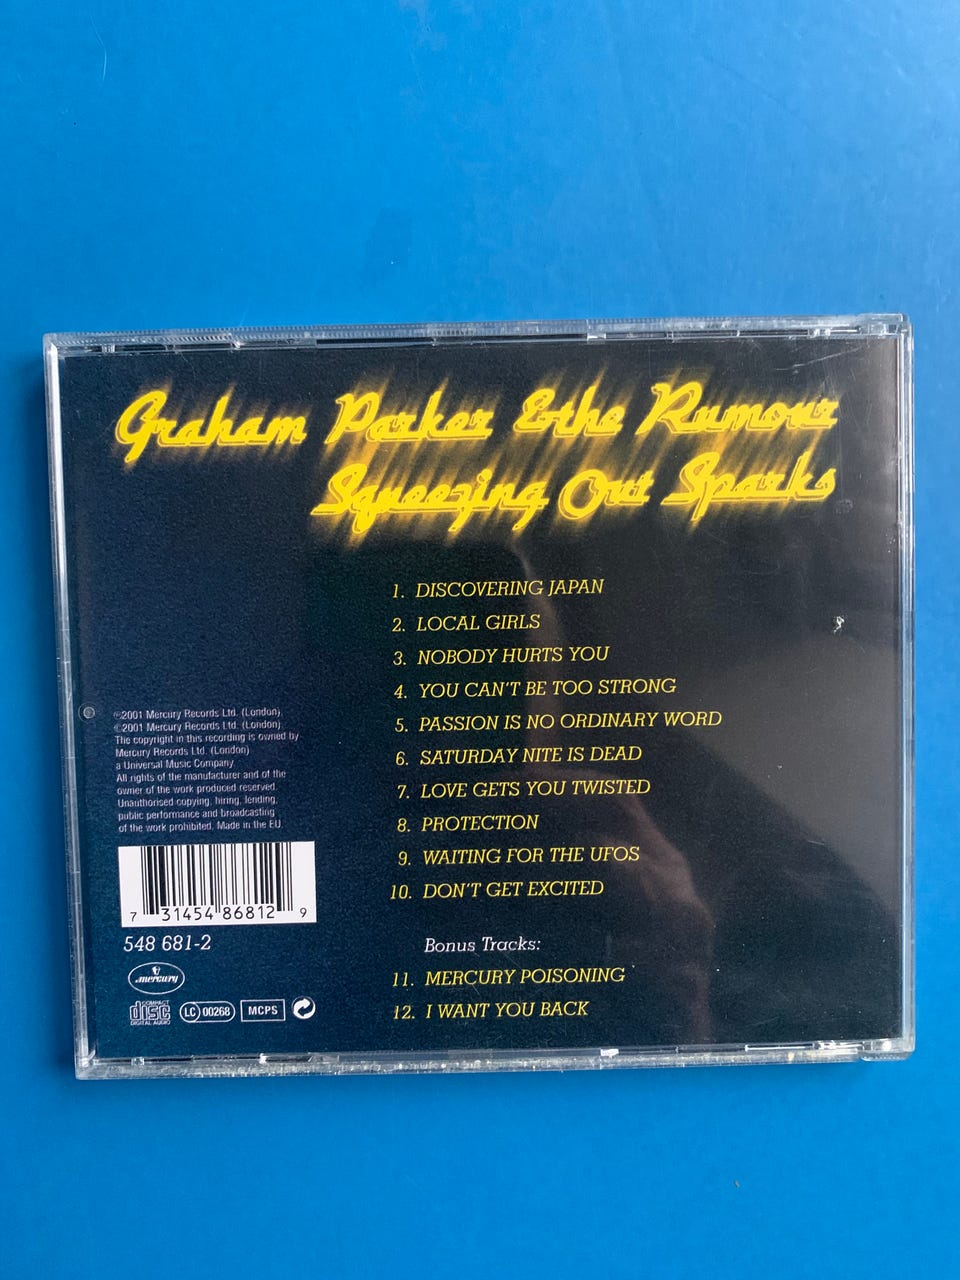 Graham Parker & the Rumour
Squeezing Out Sparks
1. DISCOVERING JAPAN
2. LOCAL GIRLS
3. NOBODY HURTS YOU
4. YOU CAN'T BE TOO STRONG
5. PASSION IS NO ORDINARY WORD
6. SATURDAY NITE IS DEAD
7. LOVE GETS YOU TWISTED
8. PROTECTION
9. WAITING FOR THE UFOS
10. DON'T GET EXCITED
Bonus Tracks:
11. MERCURY POISONING
12. I WANT YOU BACK
℗2001 Mercury Records Ltd. (London).
©2001 Mercury Records Ltd. (London).
The copyright in this recording is owned by
Mercury Records Ltd. (London)
a Universal Music Company.
All rights of the manufacturer and of the
owner of the work produced reserved.
Unauthorised copying, hiring, lending,
public performance and broadcasting
of the work prohibited. Made in the EU.
7 31454 86812 9
548 681-2
mercury
COMPACT
disc
DIGITAL AUDIO
LC 00268
MCPS